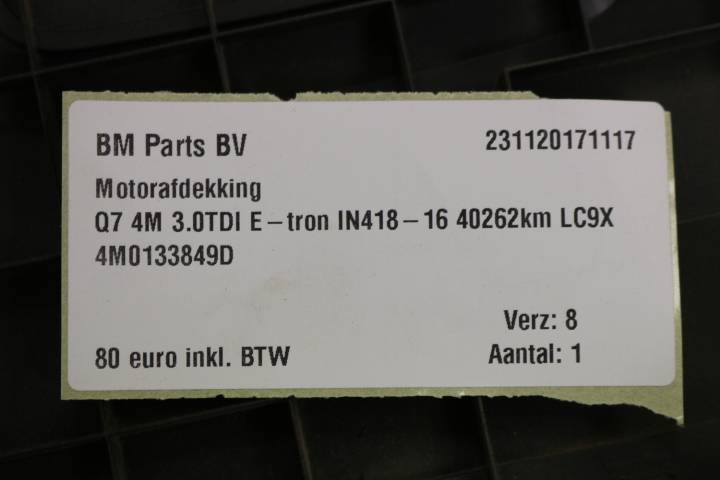 BM Parts BV 231120171117
Motorafdekking
Q7 4M 3.0TDI E-tron IN418-16 40262km LC9X
4M0133849D
Verz: 8
80 euro inkl. BTW Aantal: 1